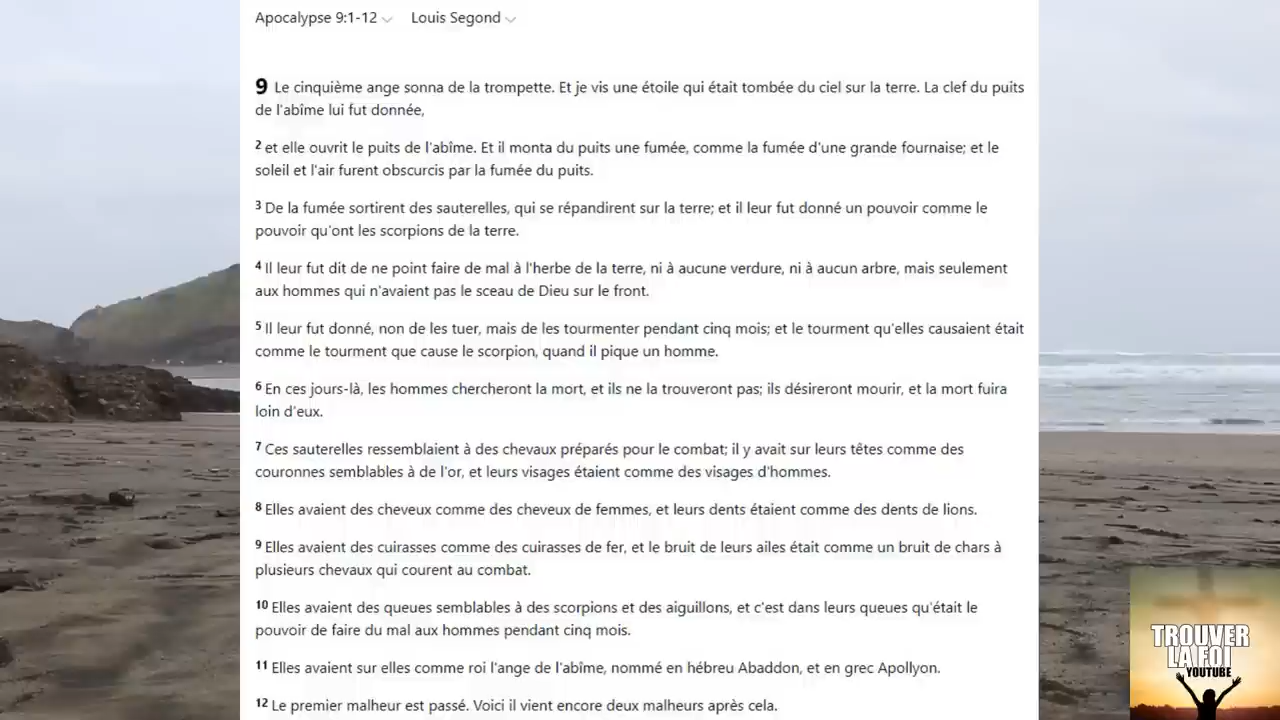 Apocalypse 9:1-12 Louis Segond
9 Le cinquième ange sonna de la trompette. Et je vis une étoile qui était tombée du ciel sur la terre. La clef du puits
de l'abîme lui fut donnée,
2 et elle ouvrit le puits de l'abîme. Et il monta du puits une fumée, comme la fumée d'une grande fournaise; et le
soleil et l'air furent obscurcis par la fumée du puits.
3 De la fumée sortirent des sauterelles, qui se répandirent sur la terre; et il leur fut donné un pouvoir comme le
pouvoir qu'ont les scorpions de la terre.
4 Il leur fut dit de ne point faire de mal à l'herbe de la terre, ni à aucune verdure, ni à aucun arbre, mais seulement
aux hommes qui n'avaient pas le sceau de Dieu sur le front.
5 Il leur fut donné, non de les tuer, mais de les tourmenter pendant cinq mois; et le tourment qu'elles causaient était
comme le tourment que cause le scorpion, quand il pique un homme.
6 En ces jours-là, les hommes chercheront la mort, et ils ne la trouveront pas; ils désireront mourir, et la mort fuira
loin d'eux.
7 Ces sauterelles ressemblaient à des chevaux préparés pour le combat; il y avait sur leurs têtes comme des
couronnes semblables à de l'or, et leurs visages étaient comme des visages d'hommes.
8 Elles avaient des cheveux comme des cheveux de femmes, et leurs dents étaient comme des dents de lions.
9 Elles avaient des cuirasses comme des cuirasses de fer, et le bruit de leurs ailes était comme un bruit de chars à
plusieurs chevaux qui courent au combat.
10 Elles avaient des queues semblables à des scorpions et des aiguillons, et c'est dans leurs queues qu'était le
pouvoir de faire du mal aux hommes pendant cinq mois.
11 Elles avaient sur elles comme roi l'ange de l'abîme, nommé en hébreu Abaddon, et en grec Apollyon.
12 Le premier malheur est passé. Voici il vient encore deux malheurs après cela.
TROUVER
LA FOI
YOUTUBE